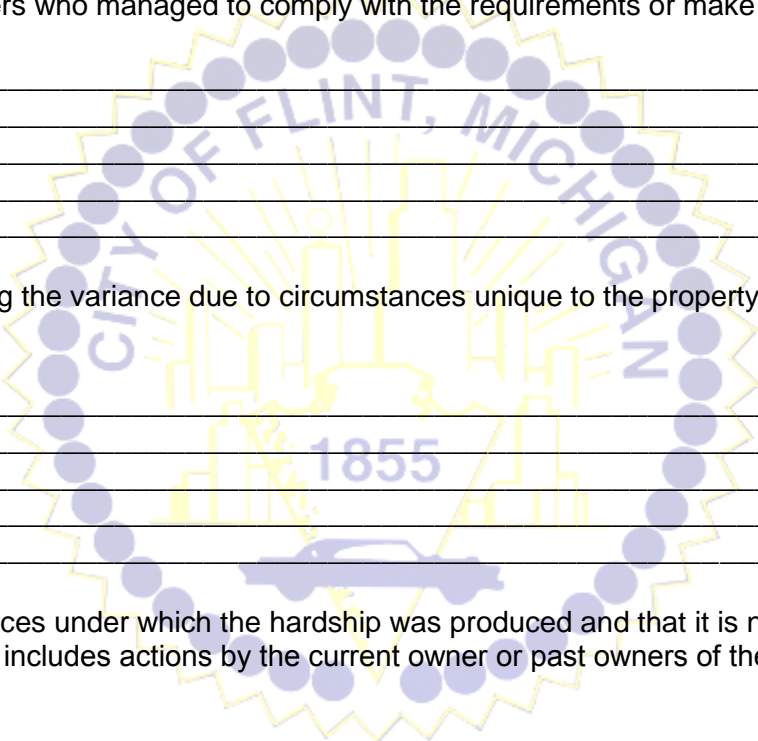 ers who managed to comply with the requirements or make
CITY OF FLINT, MICHIGAN
g the variance due to circumstances unique to the property
1855
ces under which the hardship was produced and that it is n
includes actions by the current owner or past owners of the